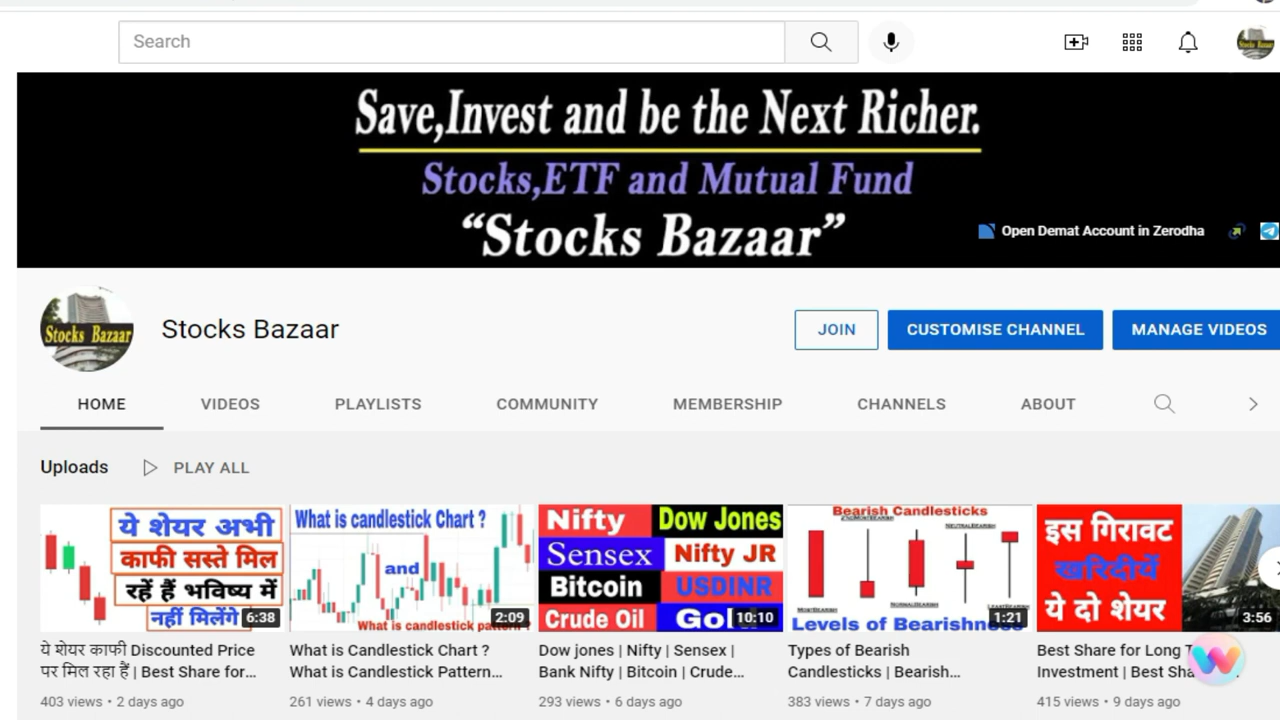 Search
Save,Invest and be the Next Richer.
Stocks,ETF and Mutual Fund
“Stocks Bazaar”
Open Demat Account in Zerodha
Stocks Bazaar
Stocks Bazaar
JOIN
CUSTOMISE CHANNEL
MANAGE VIDEOS
HOME
VIDEOS
PLAYLISTS
COMMUNITY
MEMBERSHIP
CHANNELS
ABOUT
Uploads
PLAY ALL
ये शेयर अभी
काफी सस्ते मिल
रहें हैं भविष्य में
नहीं मिलेंगे
6:38
ये शेयर काफी Discounted Price
पर मिल रहा हैं | Best Share for...
403 views • 2 days ago
What is candlestick Chart ?
and
What is candlestick pattern
2:09
What is Candlestick Chart ?
What is Candlestick Pattern...
261 views • 4 days ago
Nifty
Dow Jones
Sensex
Nifty JR
Bitcoin
USDINR
Crude Oil
Gol
10:10
Dow jones | Nifty | Sensex |
Bank Nifty | Bitcoin | Crude...
293 views • 6 days ago
Bearish Candlesticks
LONGMOSTBEARISH
NEUTRALBEARISH
MOSTBEARISH
NORMALBEARISH
LEASTBEARISH
Levels of Bearishness
1:21
Types of Bearish
Candlesticks | Bearish...
383 views • 7 days ago
इस गिरावट
खरिदीयें
ये दो शेयर
3:56
Best Share for Long T
Investment | Best Sha
415 views • 9 days ago